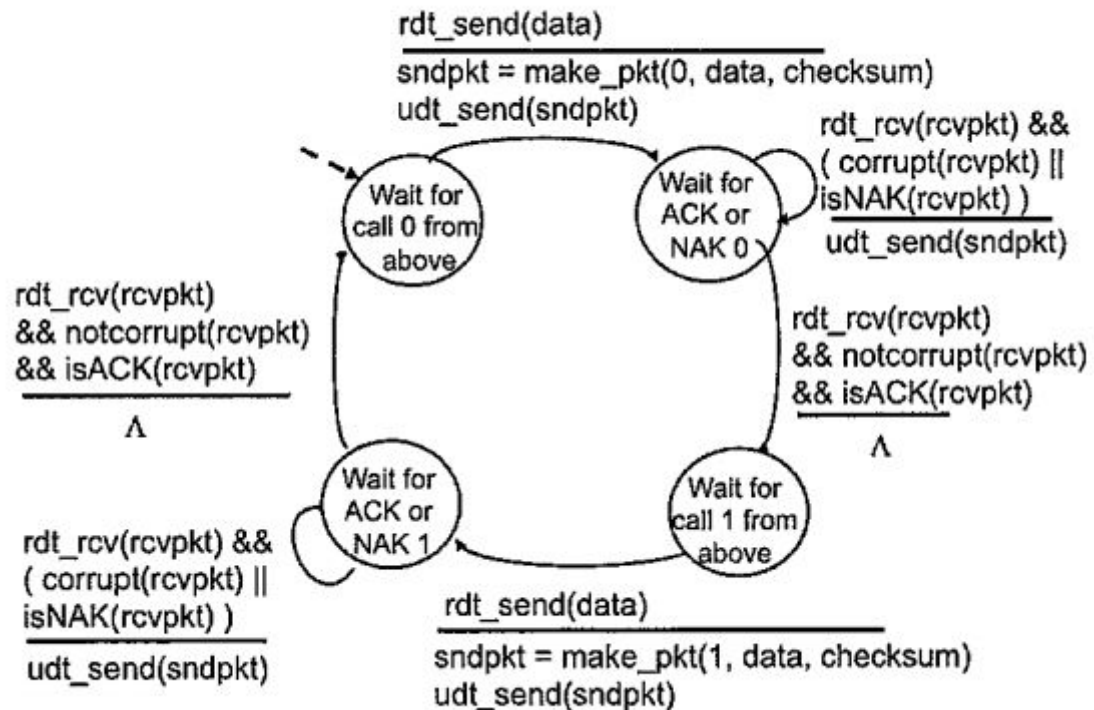 rdt_send(data)
sndpkt = make_pkt(0, data, checksum)
udt_send(sndpkt)
rdt_rcv(rcvpkt) &&
( corrupt(rcvpkt) ||
isNAK(rcvpkt) )
udt_send(sndpkt)
Wait for
call 0 from
above
Wait for
ACK or
NAK 0
rdt_rcv(rcvpkt)
&& notcorrupt(rcvpkt)
&& isACK(rcvpkt)
Λ
rdt_rcv(rcvpkt)
&& notcorrupt(rcvpkt)
&& isACK(rcvpkt)
Λ
Wait for
ACK or
NAK 1
Wait for
call 1 from
above
rdt_rcv(rcvpkt) &&
( corrupt(rcvpkt) ||
isNAK(rcvpkt) )
udt_send(sndpkt)
rdt_send(data)
sndpkt = make_pkt(1, data, checksum)
udt_send(sndpkt)